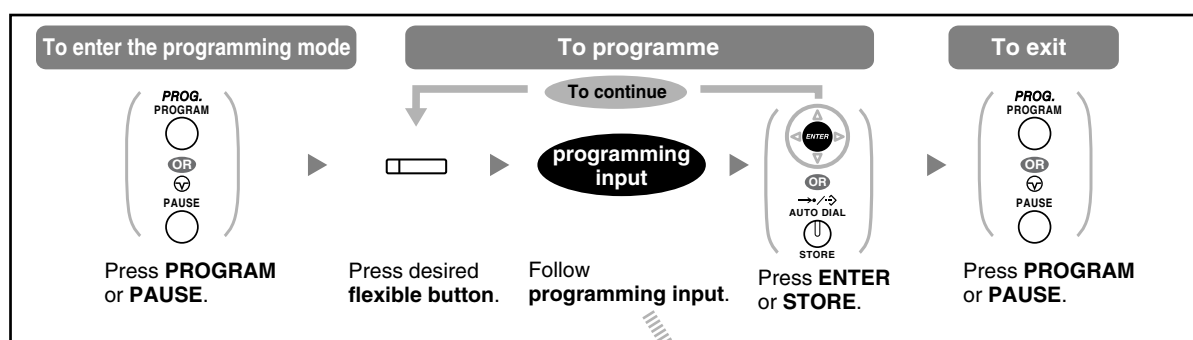 To enter the programming mode
To programme
To exit
To continue
PROG.
PROGRAM
OR
PAUSE
programming
input
ENTER
OR
AUTO DIAL
STORE
PROG.
PROGRAM
OR
PAUSE
Press PROGRAM
or PAUSE.
Press desired
flexible button.
Follow
programming input.
Press ENTER
or STORE.
Press PROGRAM
or PAUSE.